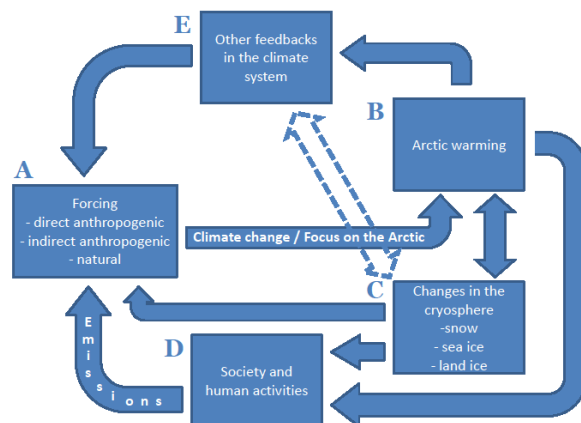 E
Other feedbacks
in the climate
system
B
Arctic warming
A
Forcing
- direct anthropogenic
- indirect anthropogenic
- natural
Climate change / Focus on the Arctic
C
Changes in the
cryosphere
-snow
- sea ice
- land ice
D
Society and
human activities
Emissions